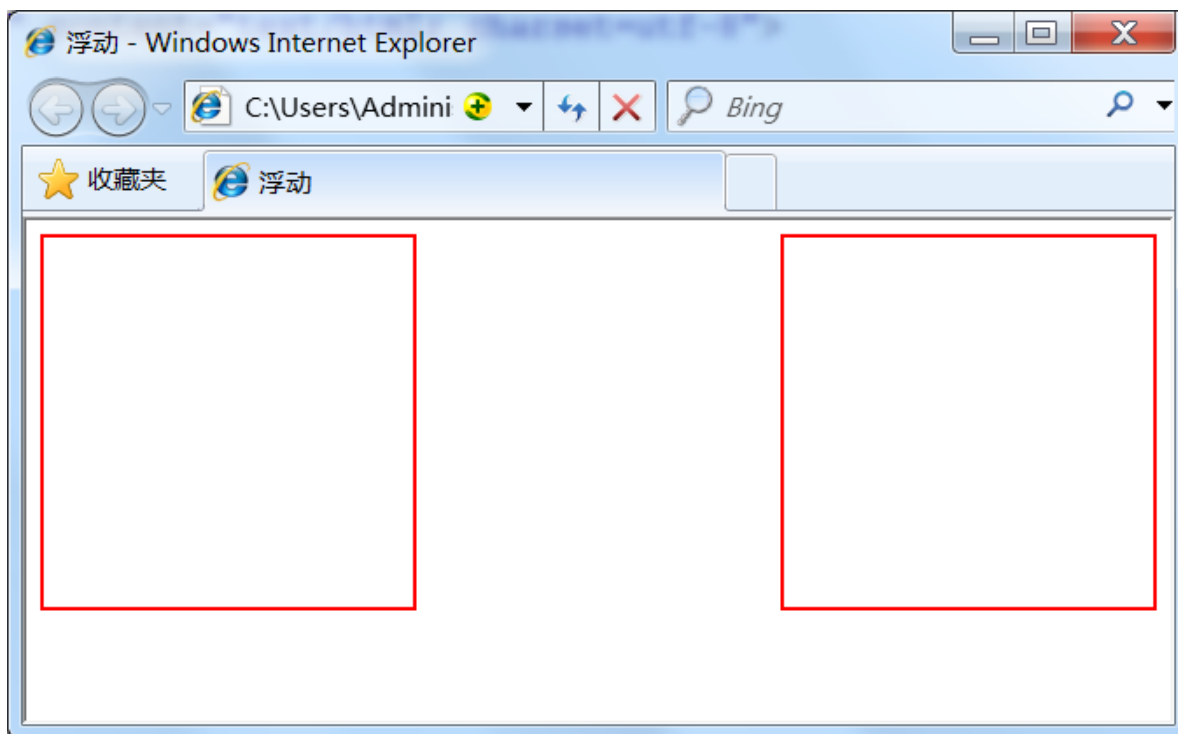 浮动 - Windows Internet Explorer
C:\Users\Admini
Bing
收藏夹
浮动